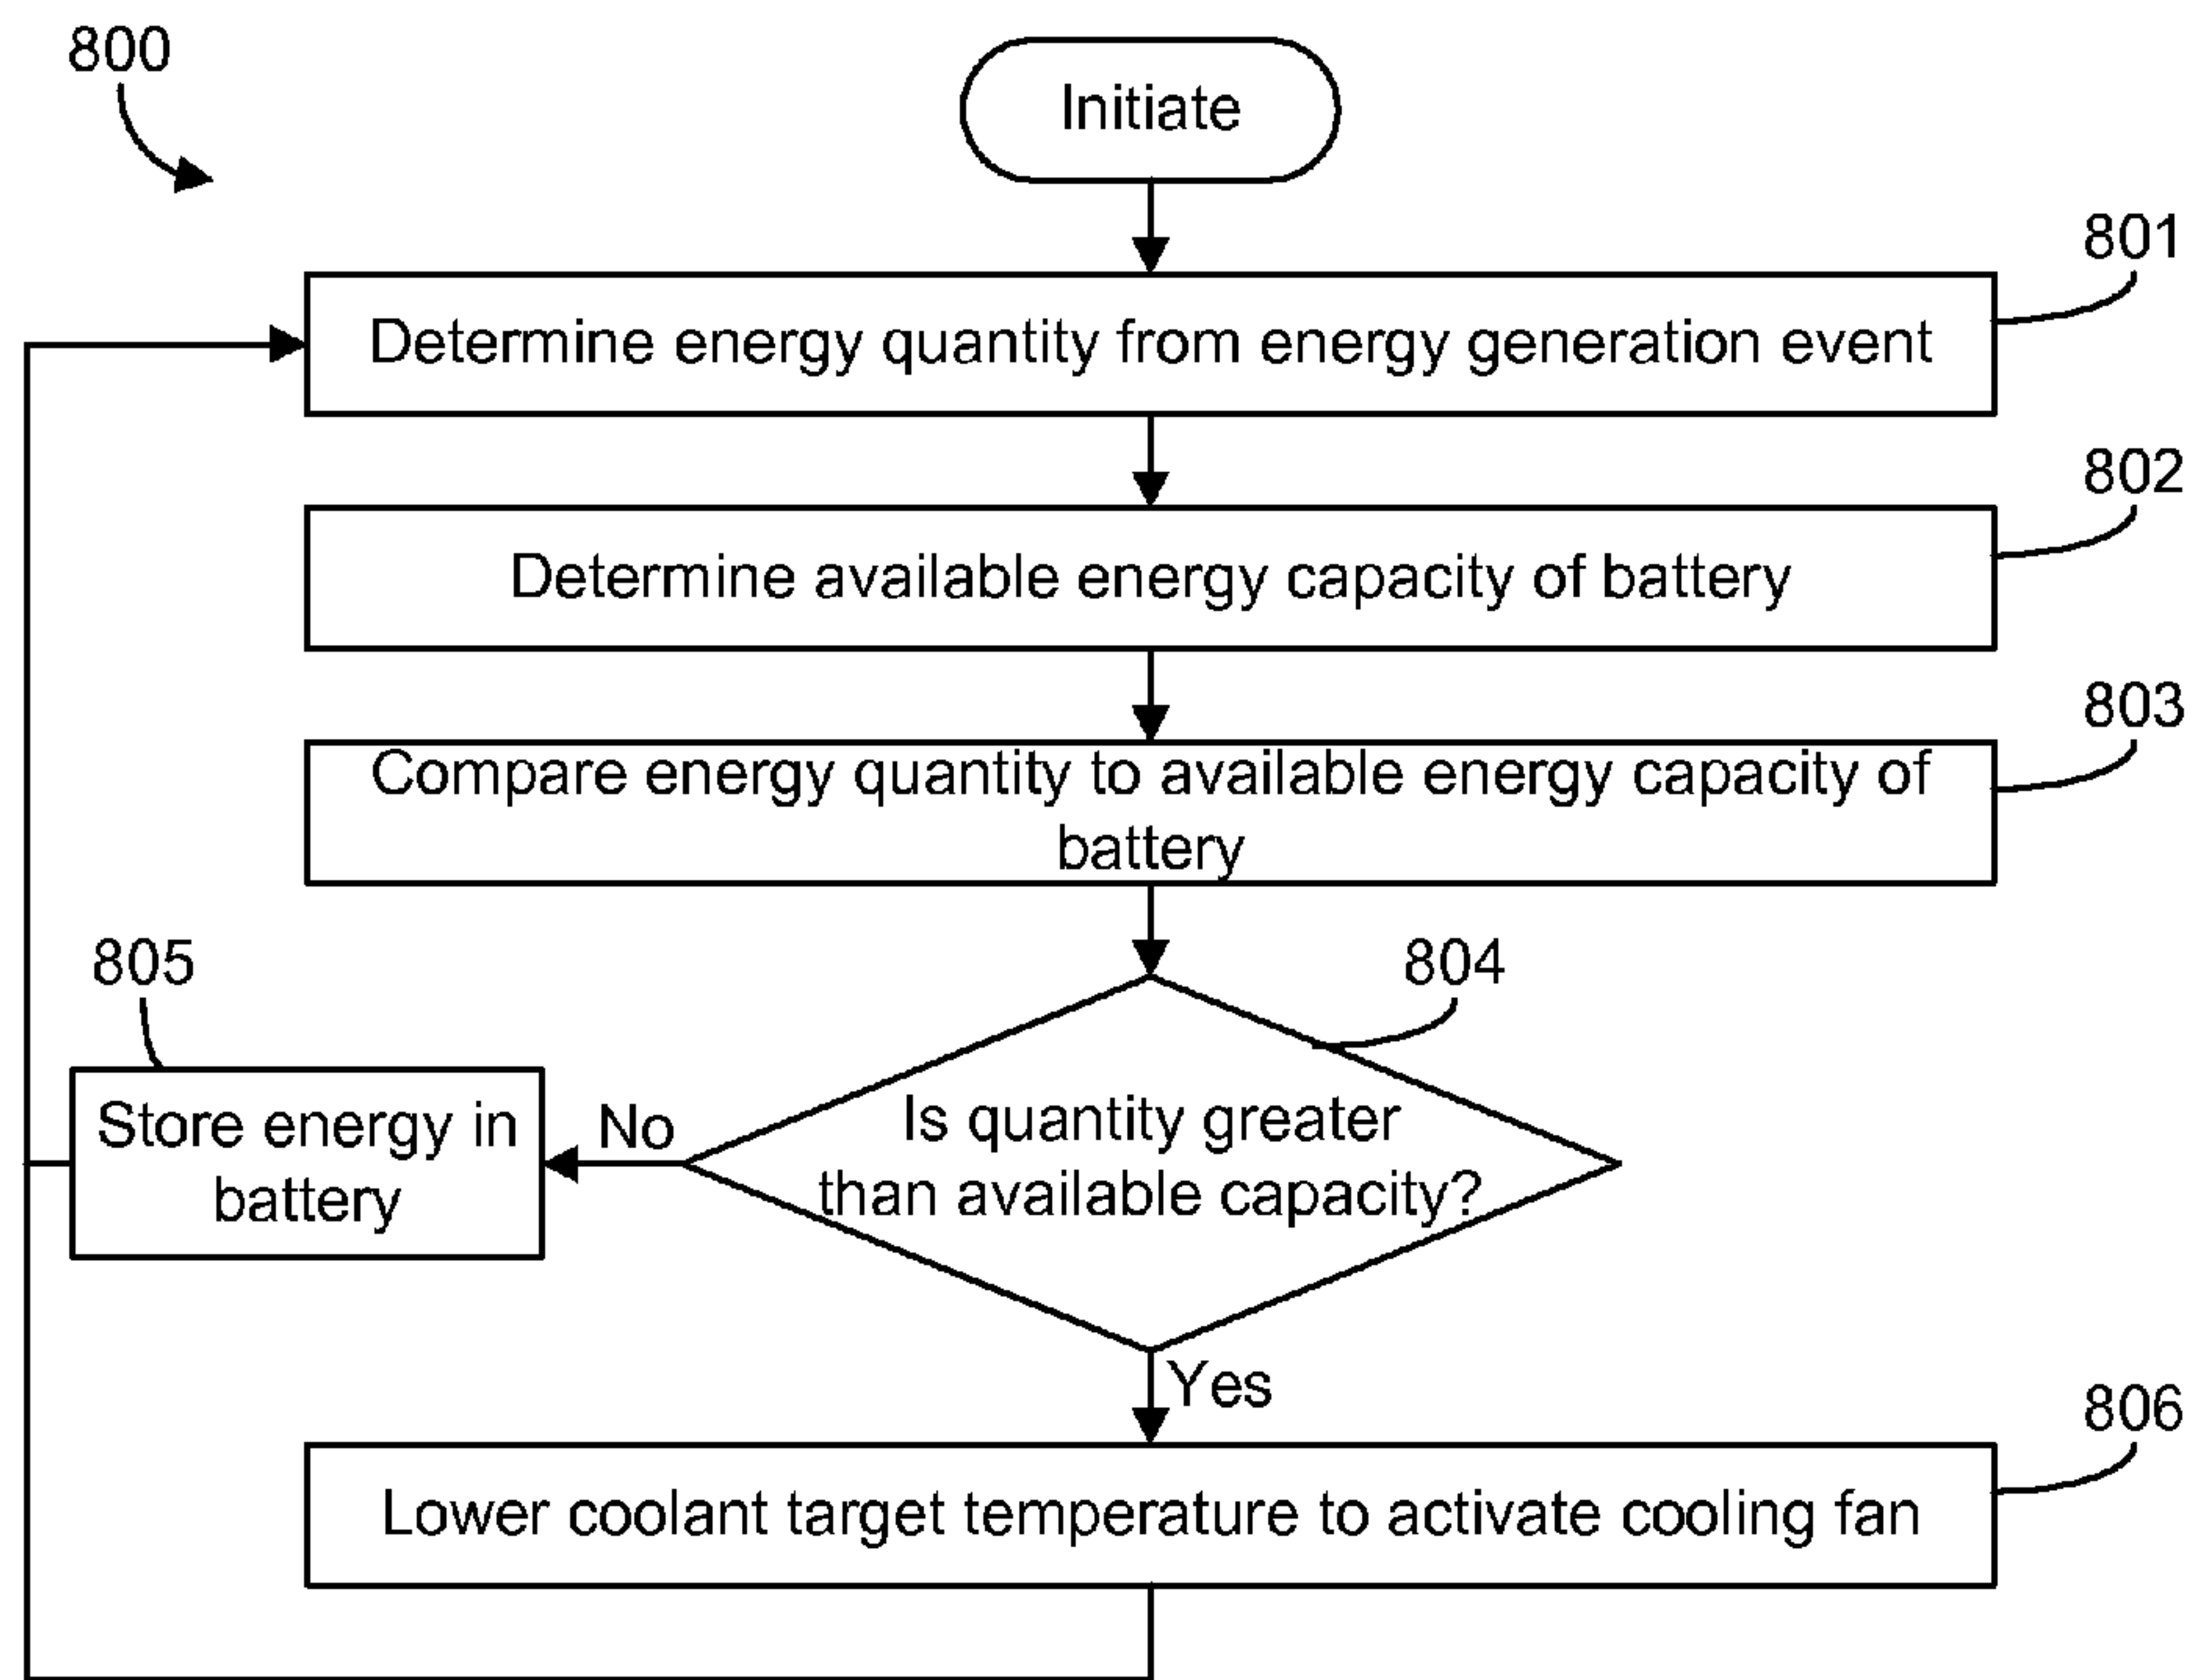 800
Initiate
801
Determine energy quantity from energy generation event
802
Determine available energy capacity of battery
803
Compare energy quantity to available energy capacity of
battery
804
Is quantity greater
than available capacity?
805
No
Store energy in
battery
Yes
806
Lower coolant target temperature to activate cooling fan